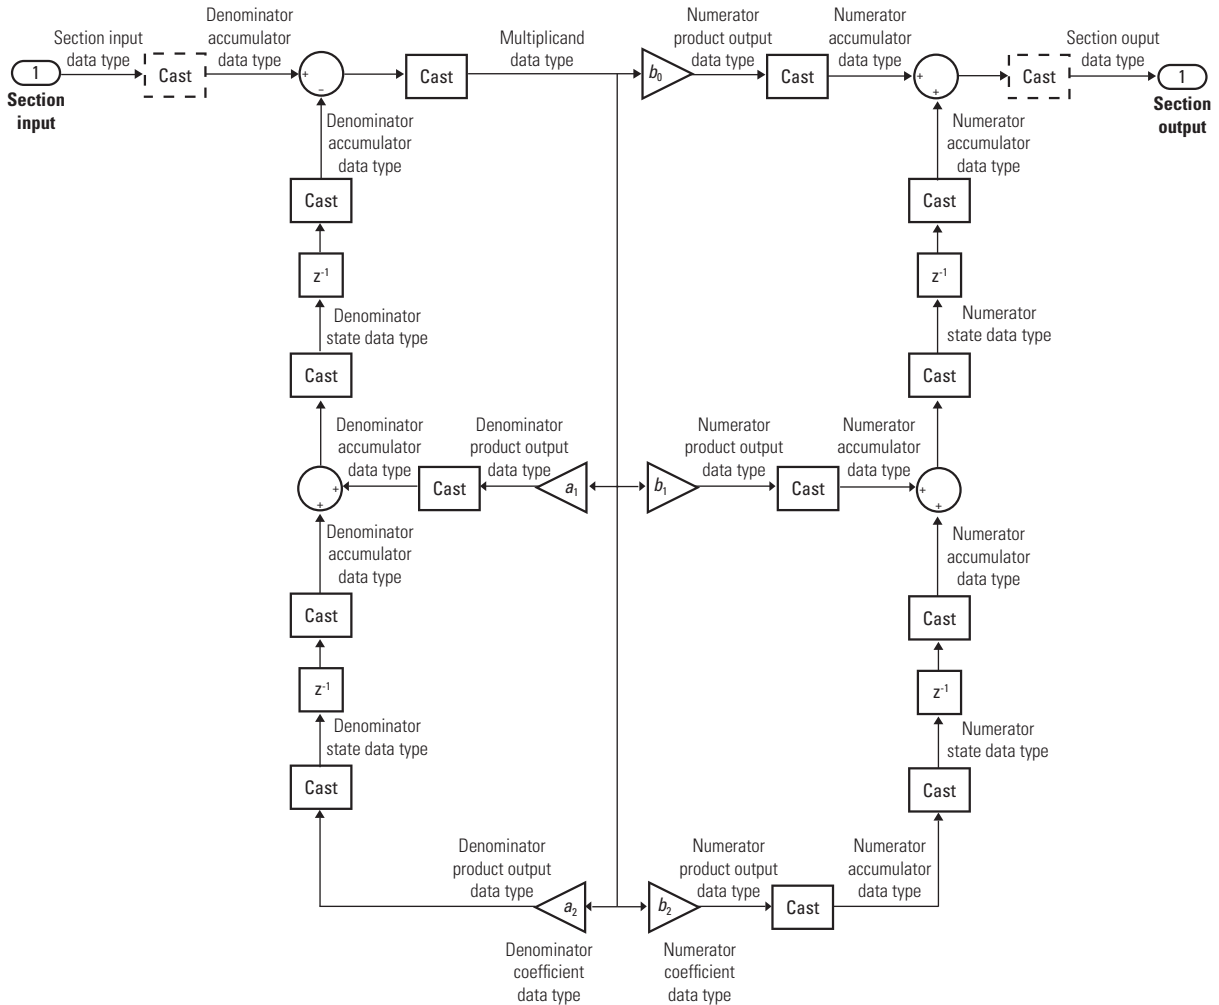 Section input
data type
Denominator
accumulator
data type
Multiplicand
data type
Numerator
product output
data type
Numerator
accumulator
data type
Section ouput
data type
1
Cast
+
−
Cast
b0
Cast
+
+
Cast
1
Section
input
Section
output
Denominator
accumulator
data type
Numerator
accumulator
data type
Cast
Cast
z-1
z-1
Denominator
state data type
Numerator
state data type
Cast
Cast
Denominator
accumulator
data type
Denominator
product output
data type
Numerator
product output
data type
Numerator
accumulator
data type
+
+
Cast
a1
b1
Cast
+
+
Denominator
accumulator
data type
Numerator
accumulator
data type
Cast
Cast
z-1
z-1
Denominator
state data type
Numerator
state data type
Cast
Cast
Denominator
product output
data type
Numerator
product output
data type
Numerator
accumulator
data type
a2
b2
Cast
Denominator
coefficient
data type
Numerator
coefficient
data type